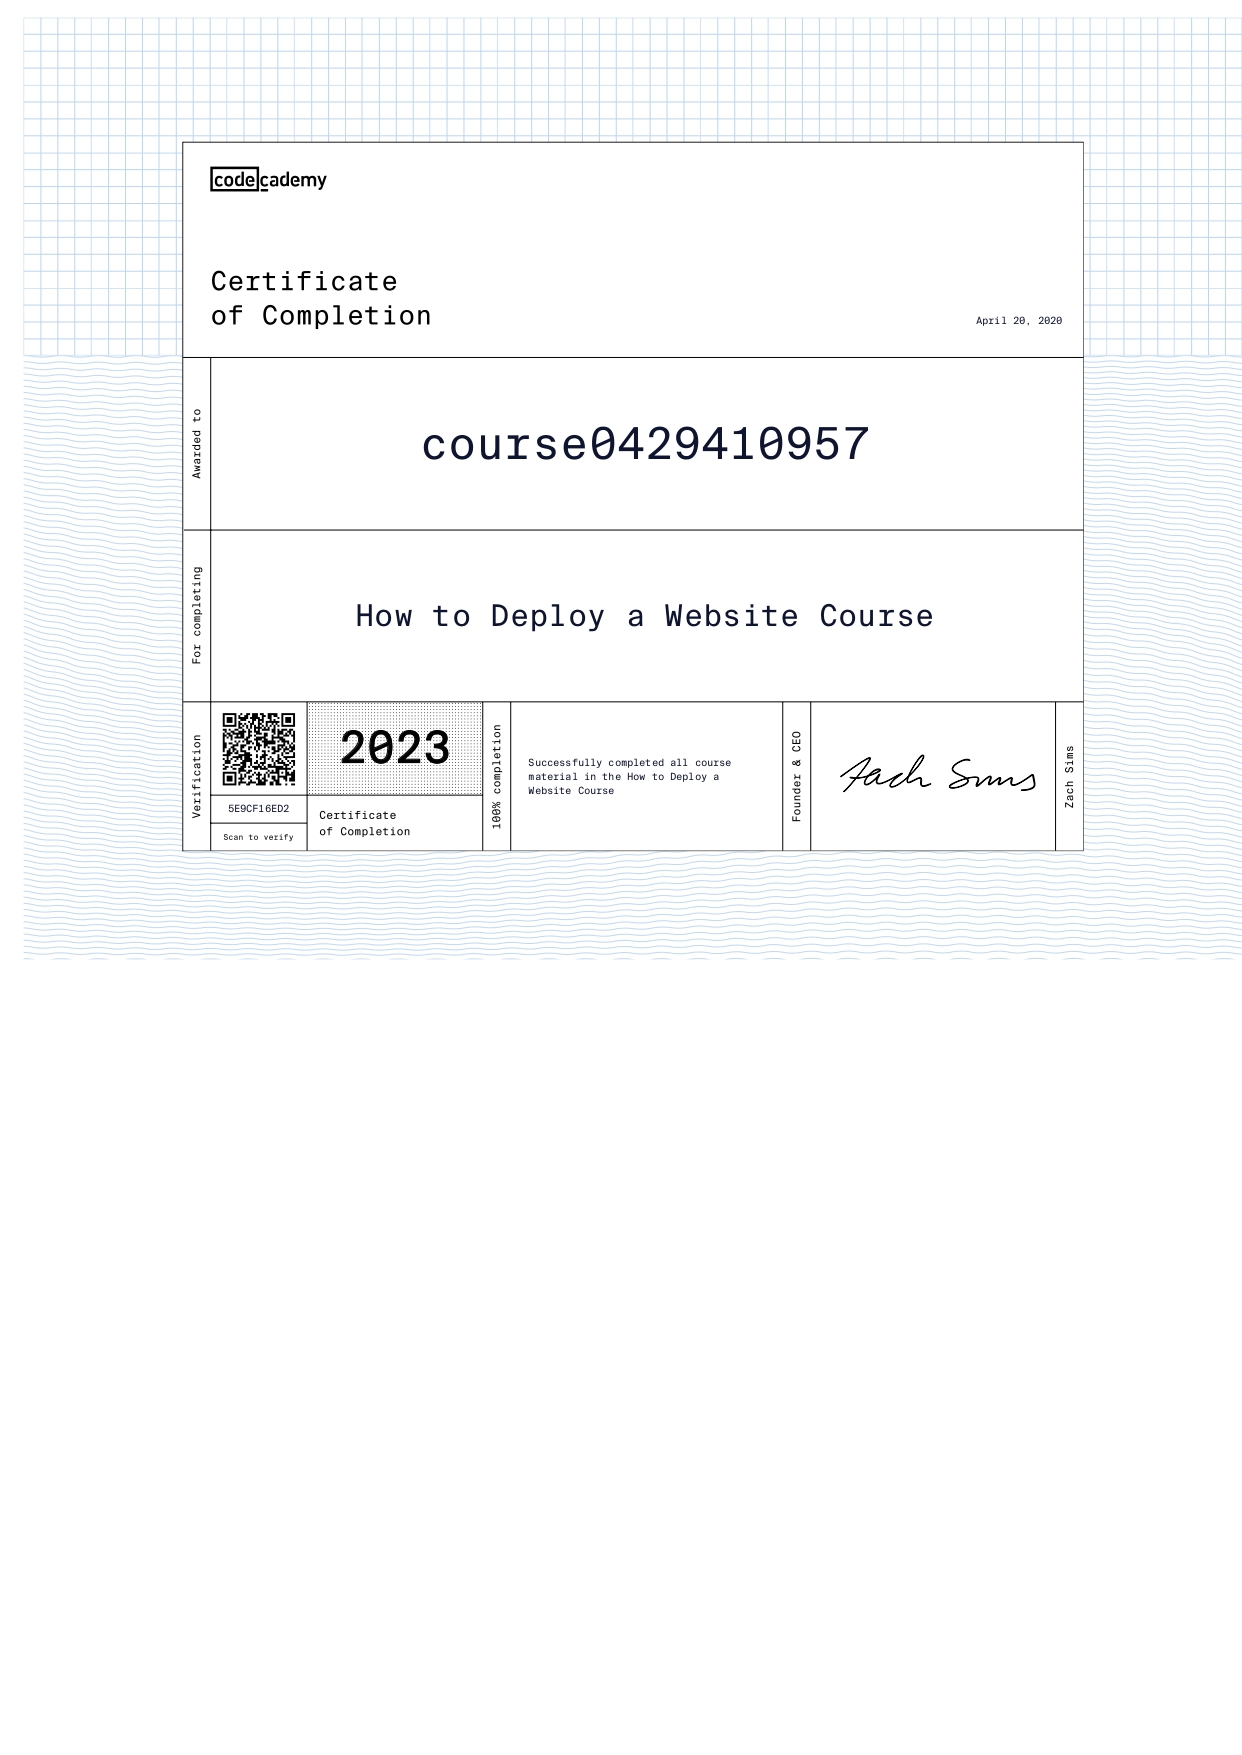 codecademy
Certificate
of Completion
April 20, 2020
Awarded to
course0429410957
For completing
How to Deploy a Website Course
Verification
5E9CF16ED2
Scan to verify
2023
Certificate
of Completion
100% completion
Successfully completed all course
material in the How to Deploy a
Website Course
Founder & CEO
Zach Sims
Zach Sims